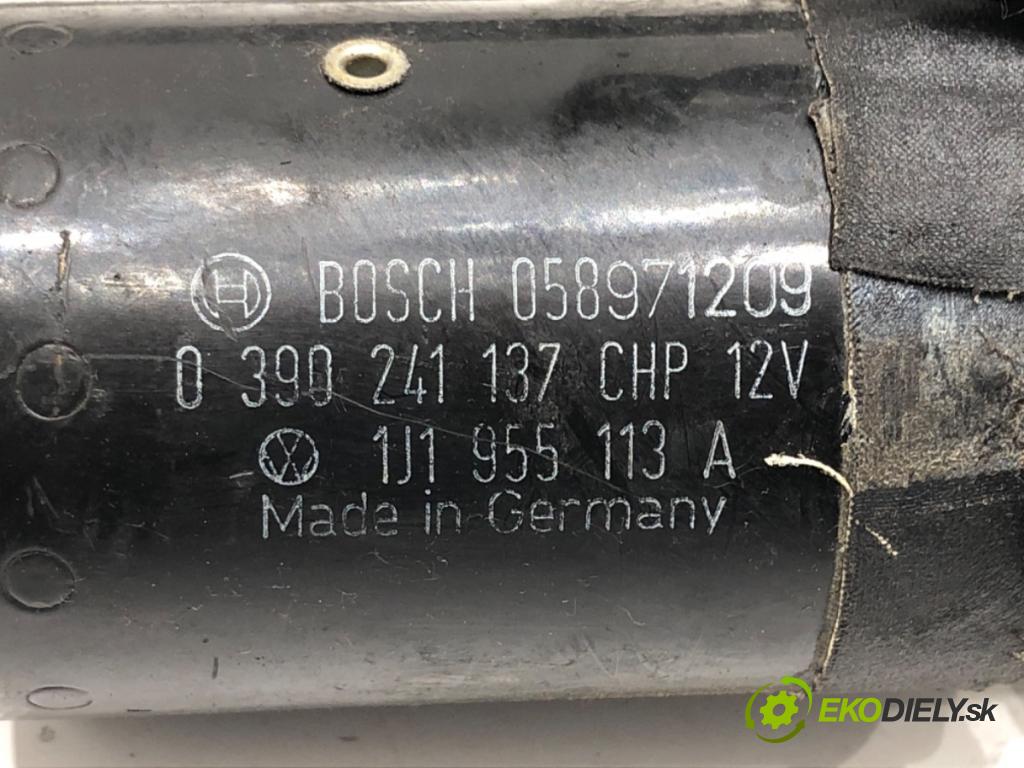 BOSCH 058971209
0 390 241 137 CHP 12V
1J1 955 113 A
Made in Germany
EKODIELY.sk